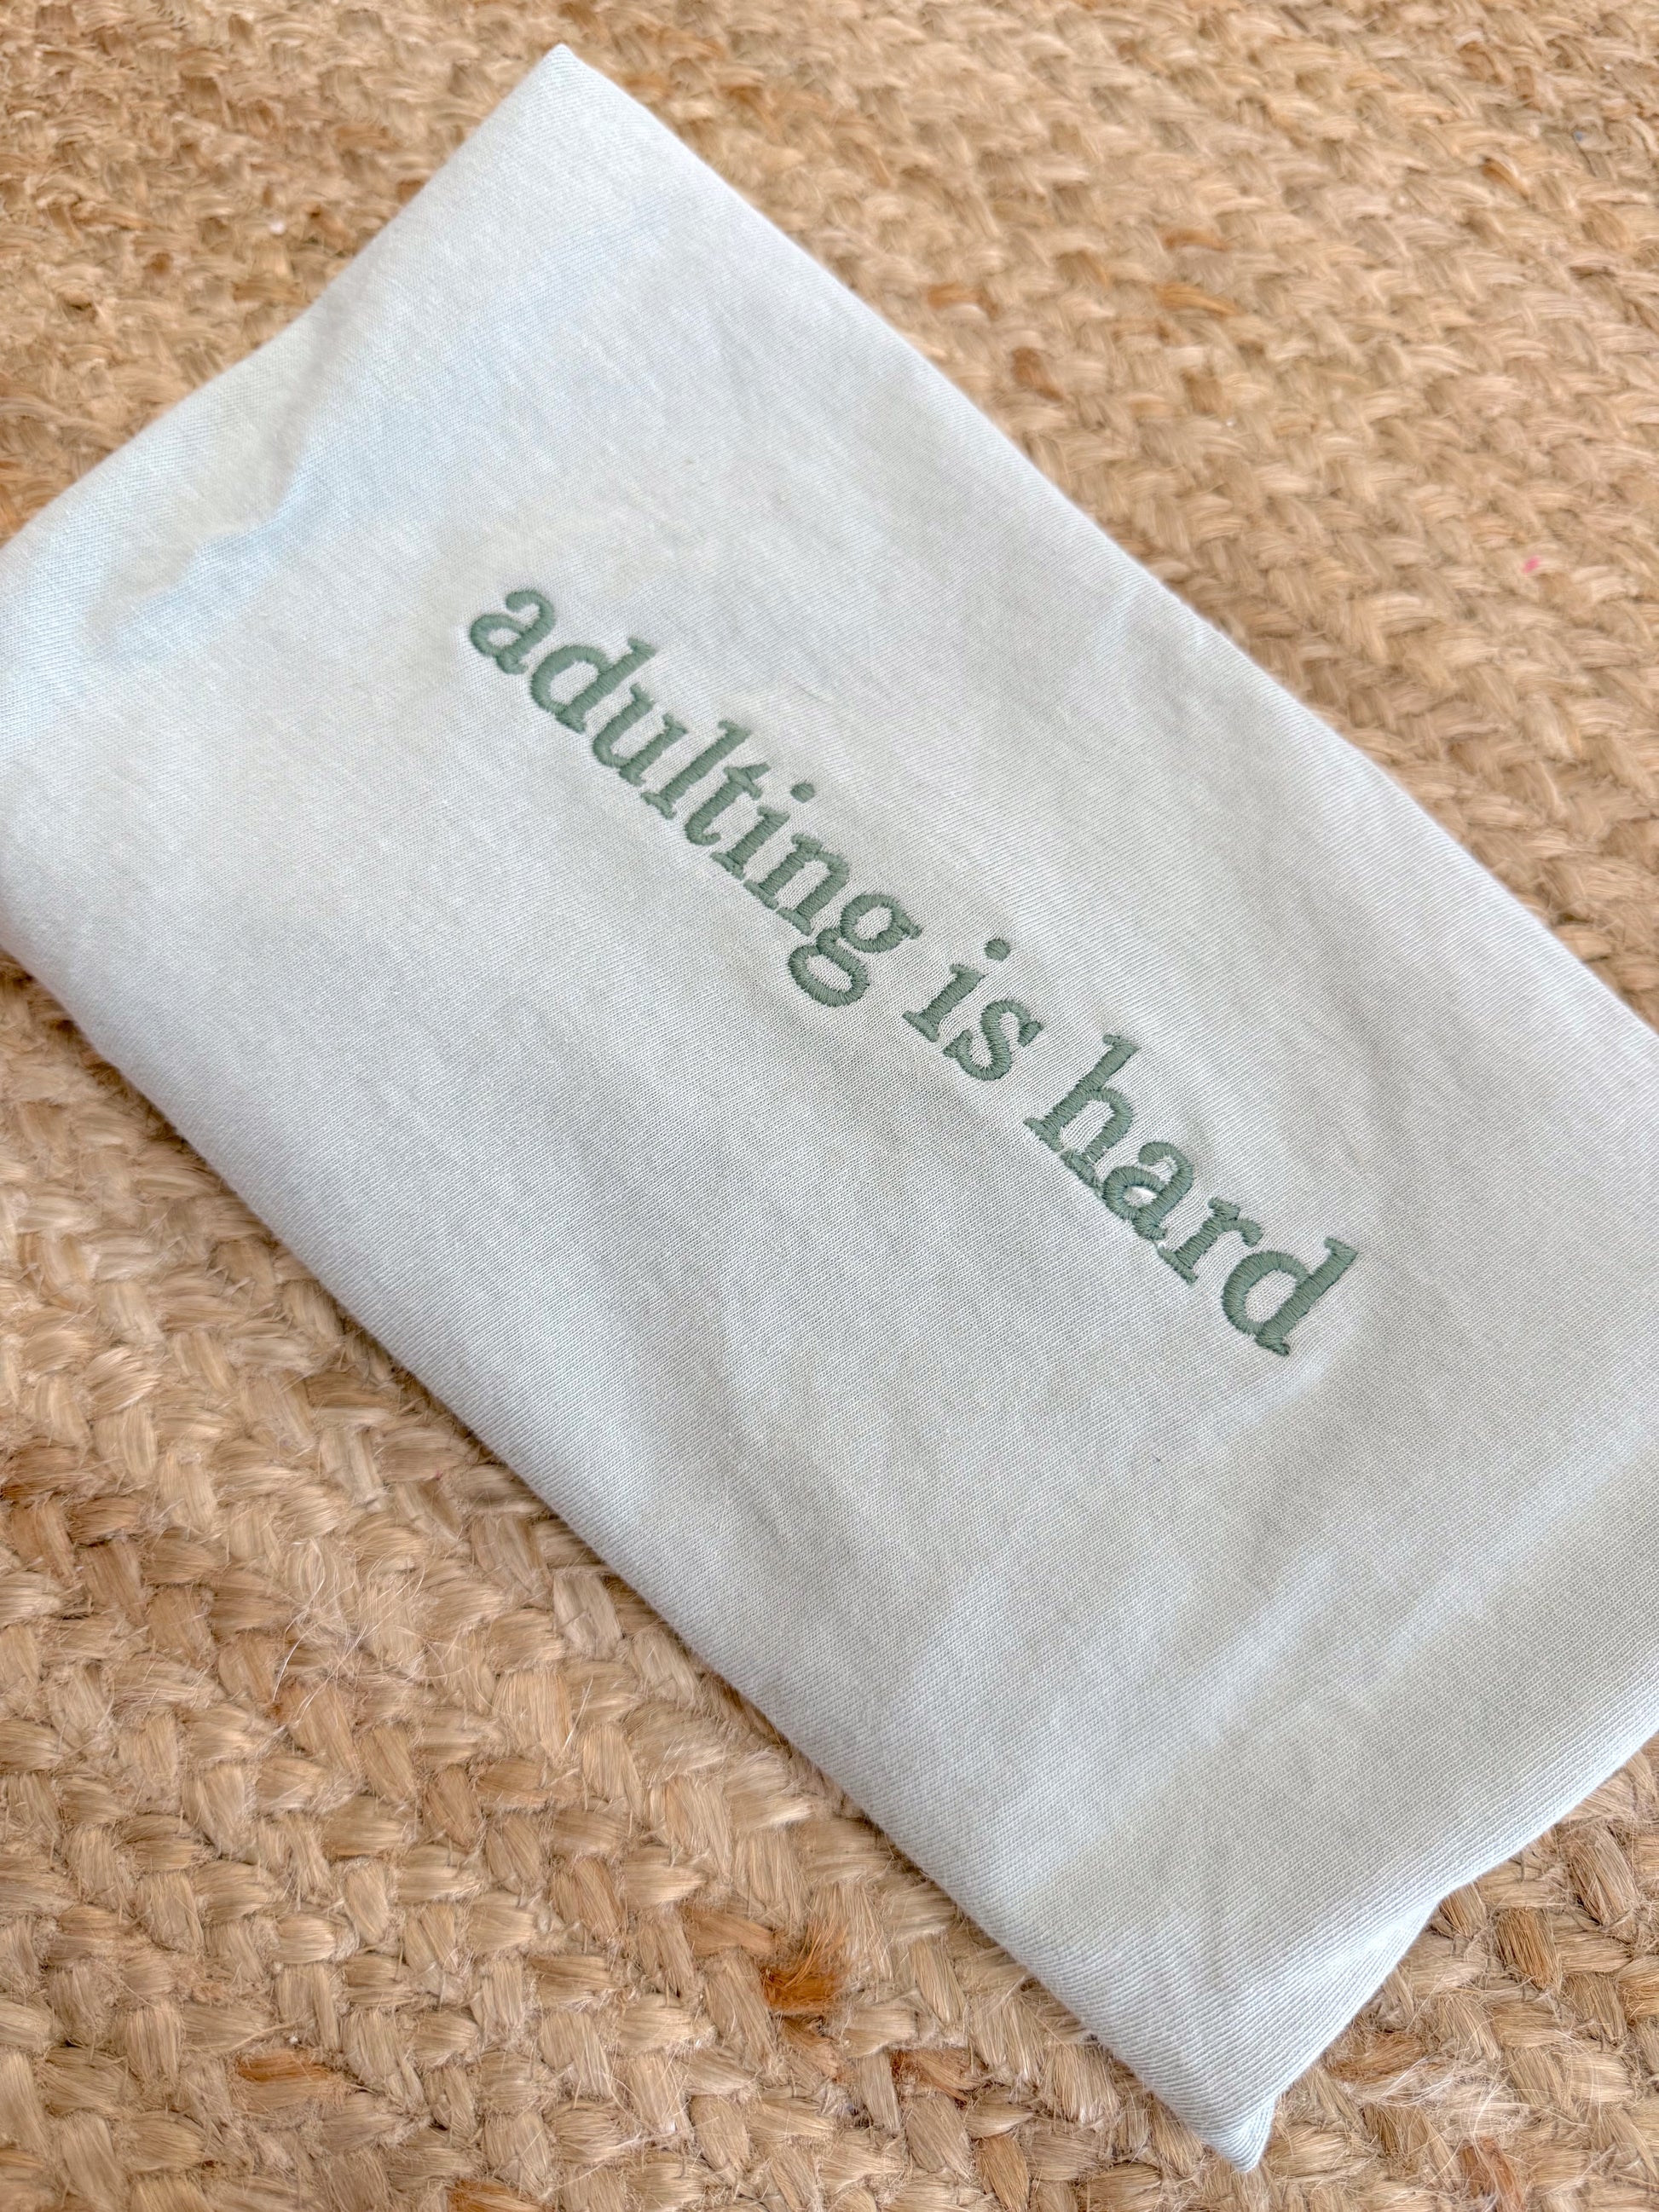 adulting is hard